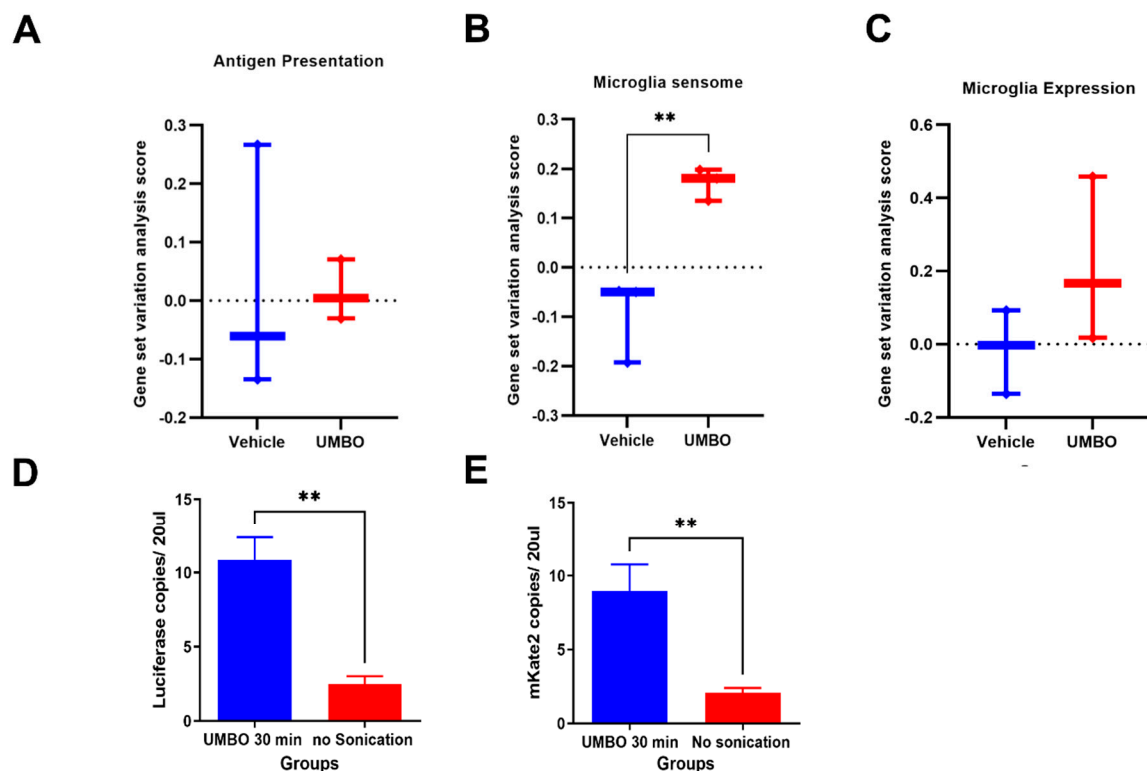 A
Antigen Presentation
Gene set variation analysis score
0.3
0.2
0.1
0.0
-0.1
-0.2
Vehicle
UMBO
B
Microglia sensome
**
Gene set variation analysis score
0.3
0.2
0.1
0.0
-0.1
-0.2
-0.3
Vehicle
UMBO
C
Microglia Expression
Gene set variation analysis score
0.6
0.4
0.2
0.0
-0.2
Vehicle
UMBO
D
**
Luciferase copies/ 20ul
15
10
5
0
UMBO 30 min
no Sonication
Groups
E
**
mKate2 copies/ 20ul
15
10
5
0
UMBO 30 min
No sonication
Groups